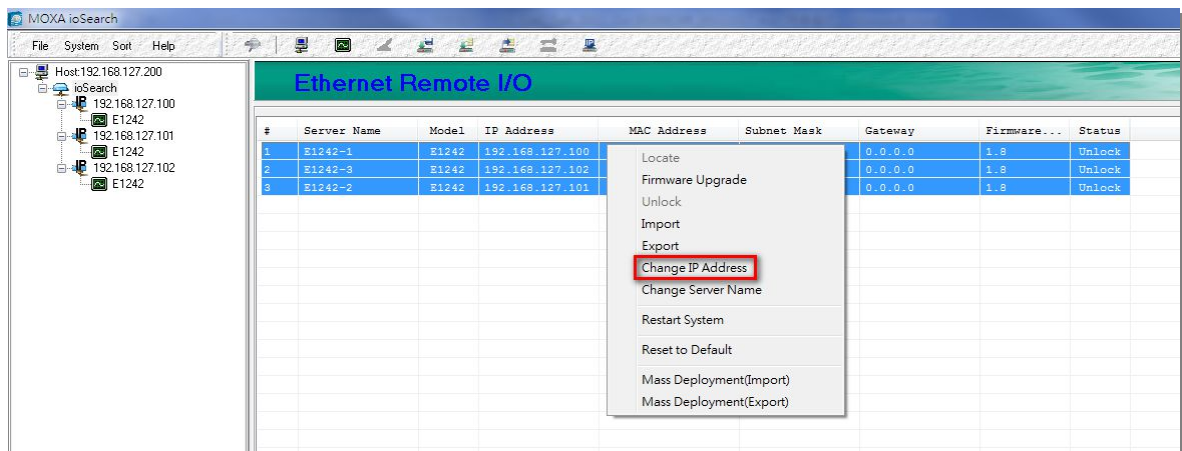 MOXA ioSearch
File System Sort Help
Host:192.168.127.200
ioSearch
192.168.127.100
E1242
192.168.127.101
E1242
192.168.127.102
E1242
Ethernet Remote I/O
# Server Name Model IP Address MAC Address Subnet Mask Gateway Firmware... Status
1 E1242-1 E1242 192.168.127.100 0.0.0.0 1.8 Unlock
2 E1242-3 E1242 192.168.127.102 0.0.0.0 1.8 Unlock
3 E1242-2 E1242 192.168.127.101 0.0.0.0 1.8 Unlock
Locate
Firmware Upgrade
Unlock
Import
Export
Change IP Address
Change Server Name
Restart System
Reset to Default
Mass Deployment(Import)
Mass Deployment(Export)